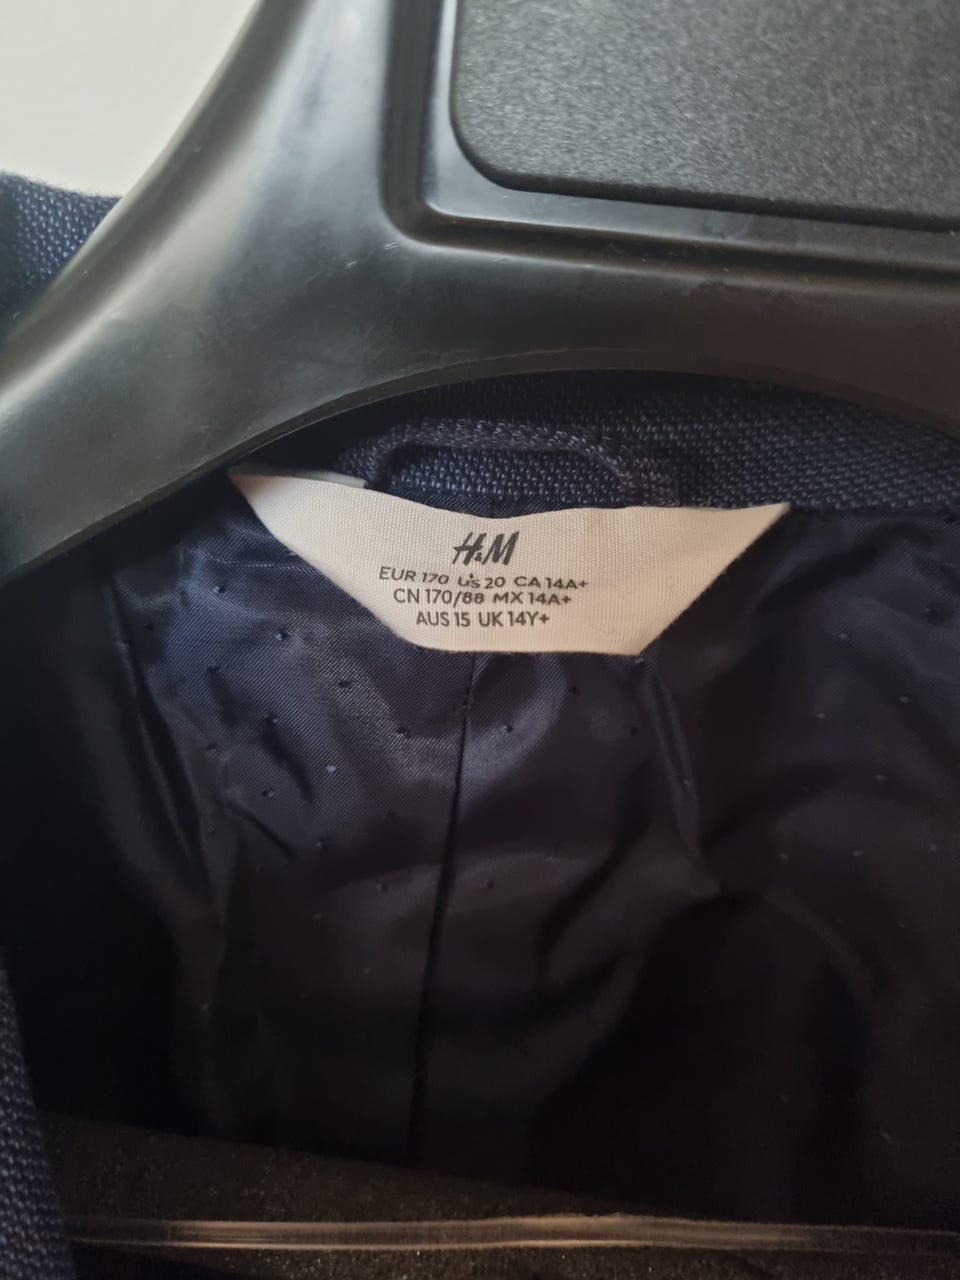 H&M
EUR 170 US 20 CA 14A+
CN 170/88 MX 14A+
AUS 15 UK 14Y+